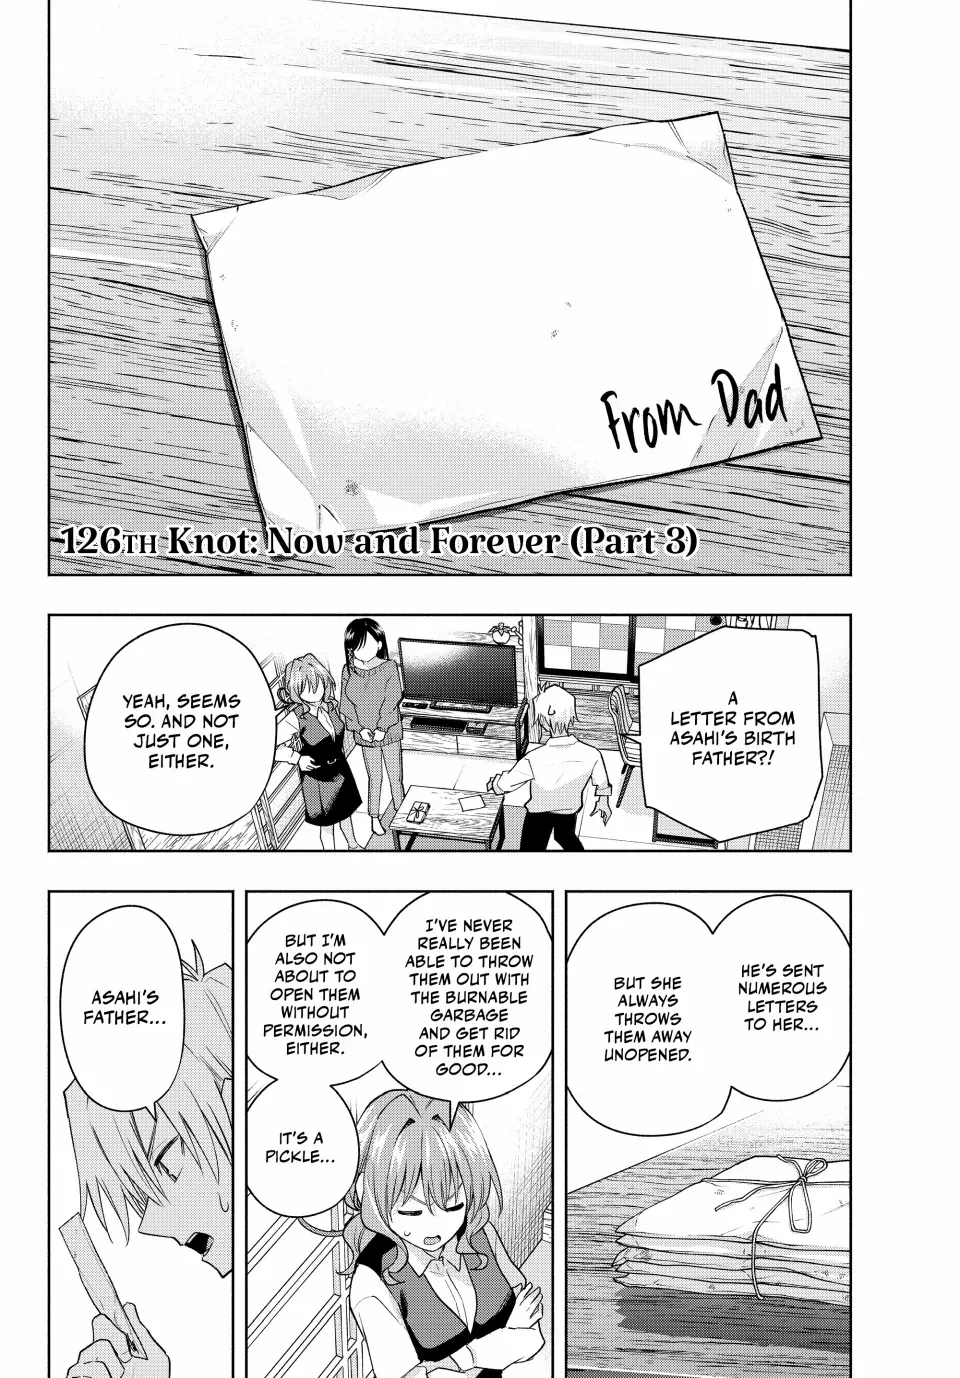 From Dad
126TH Knot: Now and Forever (Part 3)
A
LETTER FROM
ASAHI'S BIRTH
FATHER?!
YEAH, SEEMS
SO. AND NOT
JUST ONE,
EITHER.
HE'S SENT
NUMEROUS
LETTERS
TO HER...
BUT SHE
ALWAYS
THROWS
THEM AWAY
UNOPENED.
I'VE NEVER
REALLY BEEN
ABLE TO THROW
THEM OUT WITH
THE BURNABLE
GARBAGE
AND GET RID
OF THEM FOR
GOOD...
BUT I'M
ALSO NOT
ABOUT TO
OPEN THEM
WITHOUT
PERMISSION,
EITHER.
IT'S A
PICKLE...
ASAHI'S
FATHER...